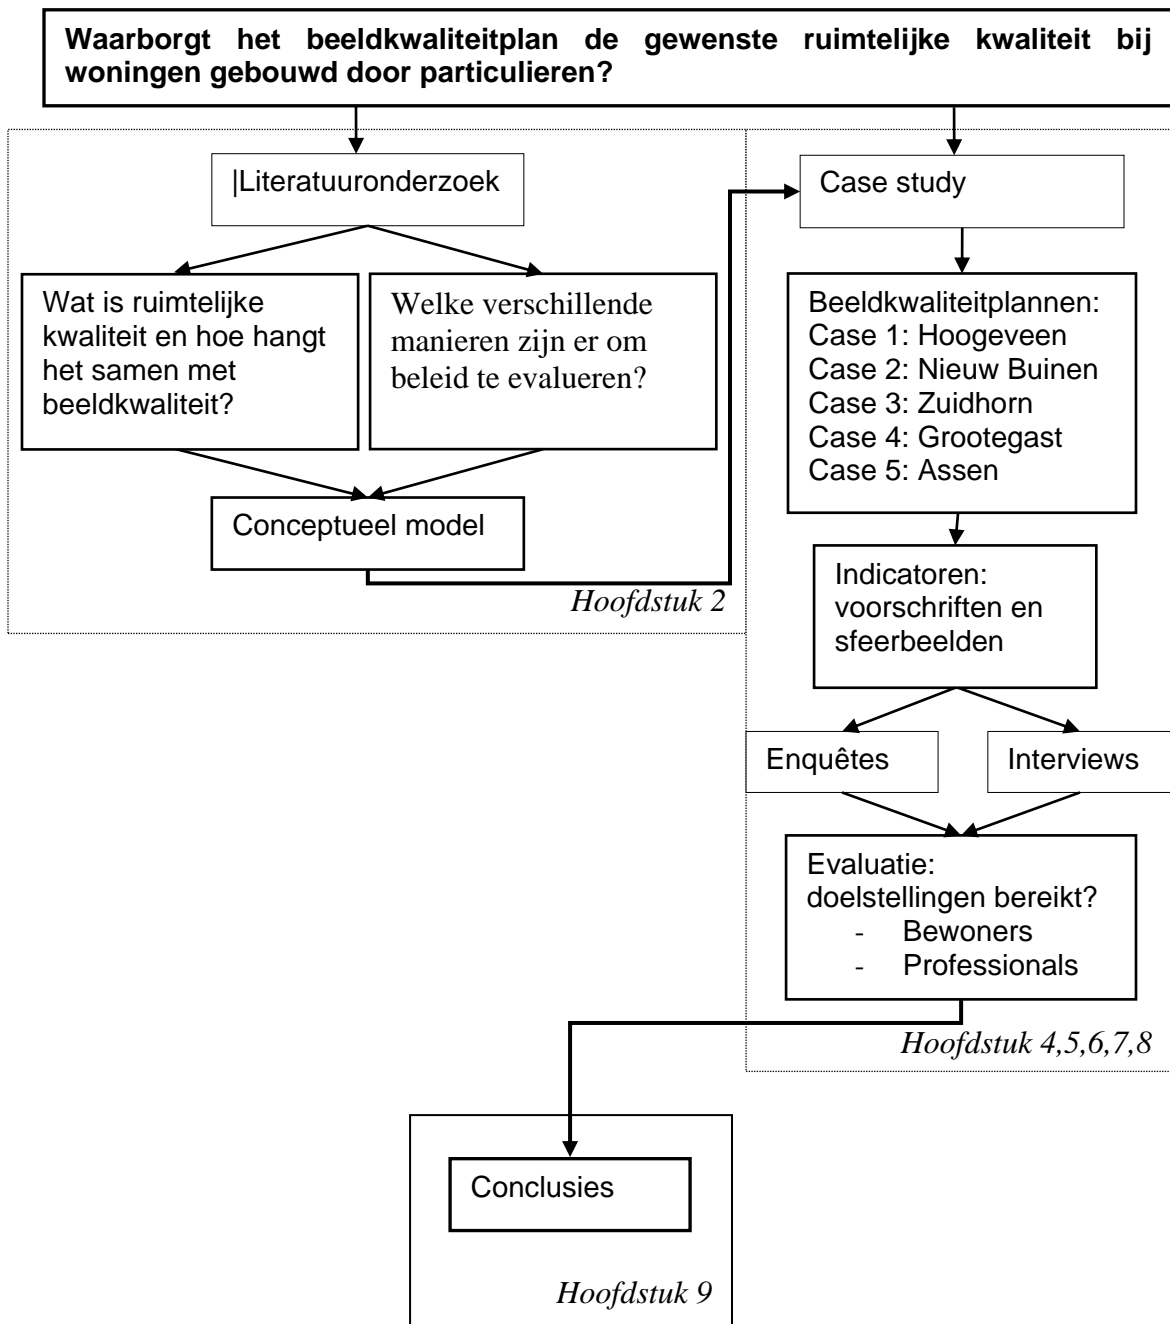 Waarborgt het beeldkwaliteitplan de gewenste ruimtelijke kwaliteit bij
woningen gebouwd door particulieren?
|Literatuuronderzoek
Wat is ruimtelijke
kwaliteit en hoe hangt
het samen met
beeldkwaliteit?
Welke verschillende
manieren zijn er om
beleid te evalueren?
Conceptueel model
Hoofdstuk 2
Case study
Beeldkwaliteitplannen:
Case 1: Hoogeveen
Case 2: Nieuw Buinen
Case 3: Zuidhorn
Case 4: Grootegast
Case 5: Assen
Indicatoren:
voorschriften en
sfeerbeelden
Enquêtes
Interviews
Evaluatie:
doelstellingen bereikt?
- Bewoners
- Professionals
Hoofdstuk 4,5,6,7,8
Conclusies
Hoofdstuk 9